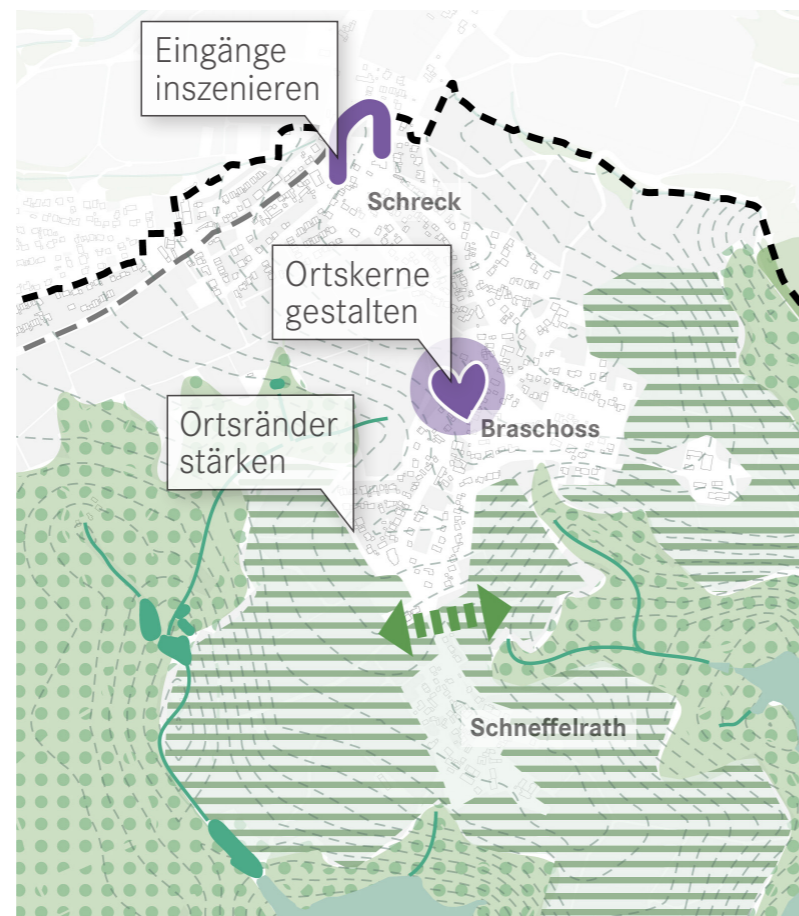 Eingänge
inszenieren
Schreck
Ortskerne
gestalten
Ortsränder
stärken
Braschoss
Schneffelrath